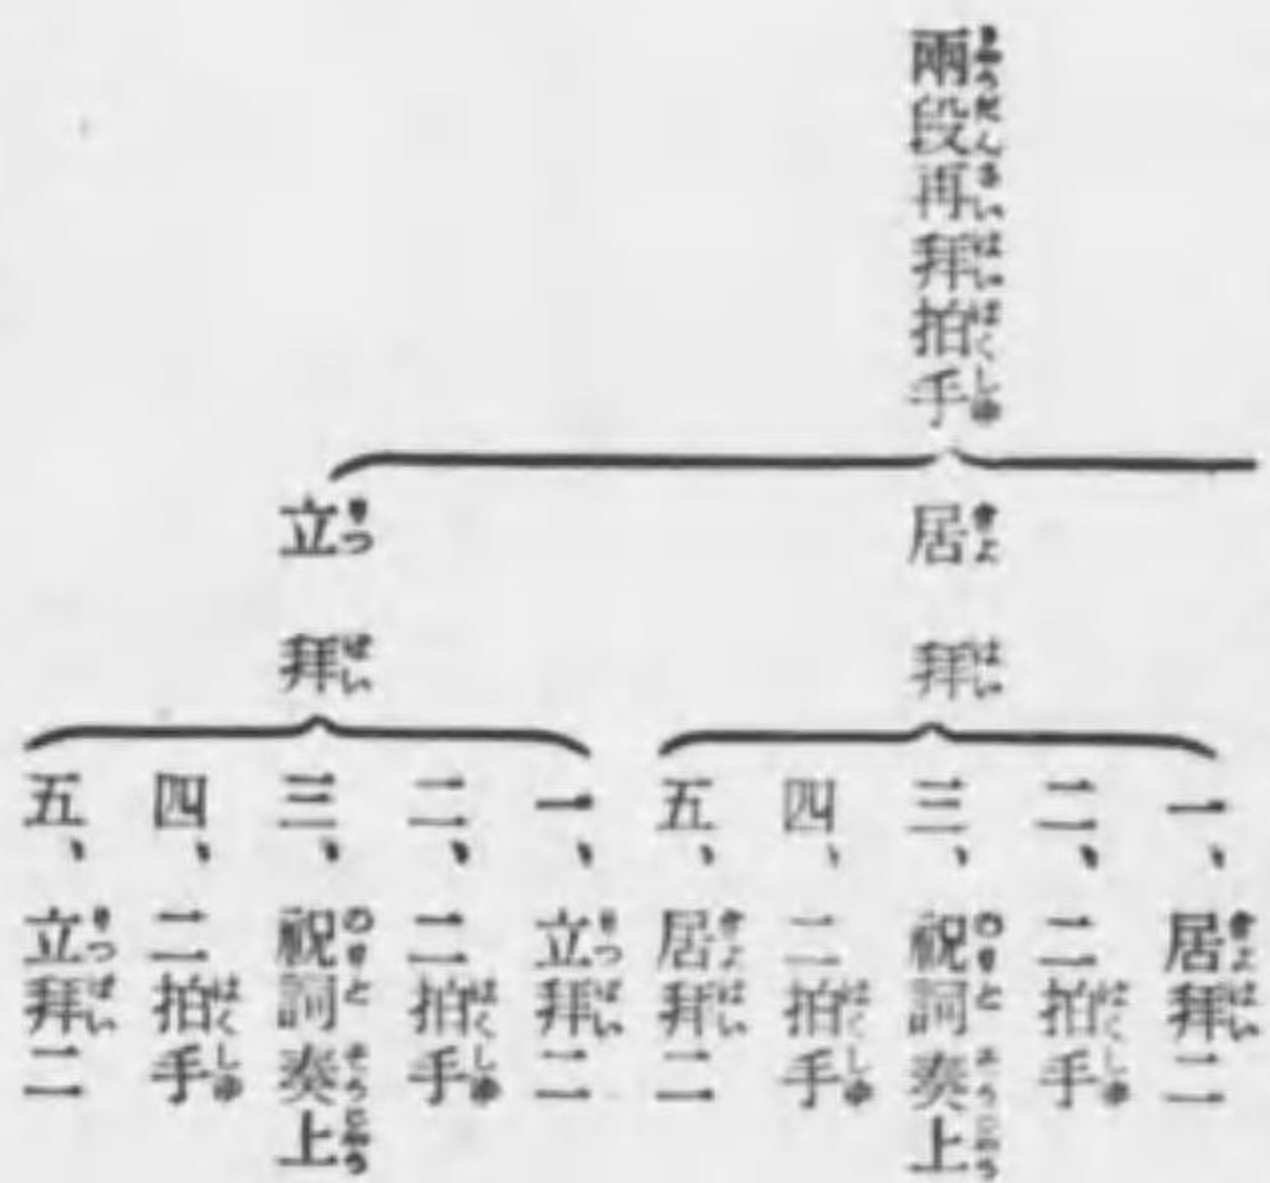 兩段再拜拍手
居拜
一、居拜二
二、二拍手
三、祝詞奏上
四、二拍手
五、居拜二
立拜
一、立拜二
二、二拍手
三、祝詞奏上
四、二拍手
五、立拜二